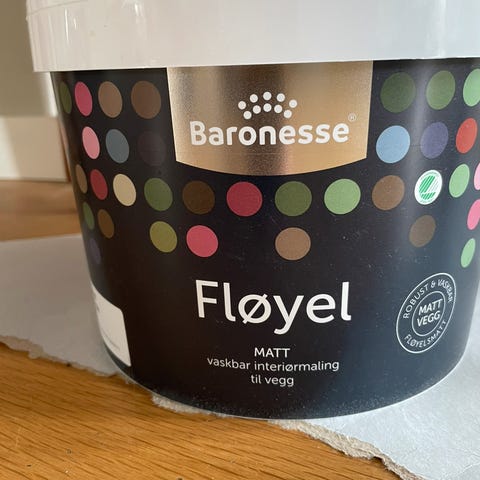 Baronesse®
Fløyel
MATT
vaskbar interiørmaling
til vegg
ROBUST & VASKBAR
MATT
VEGG
FLØYELSMATT